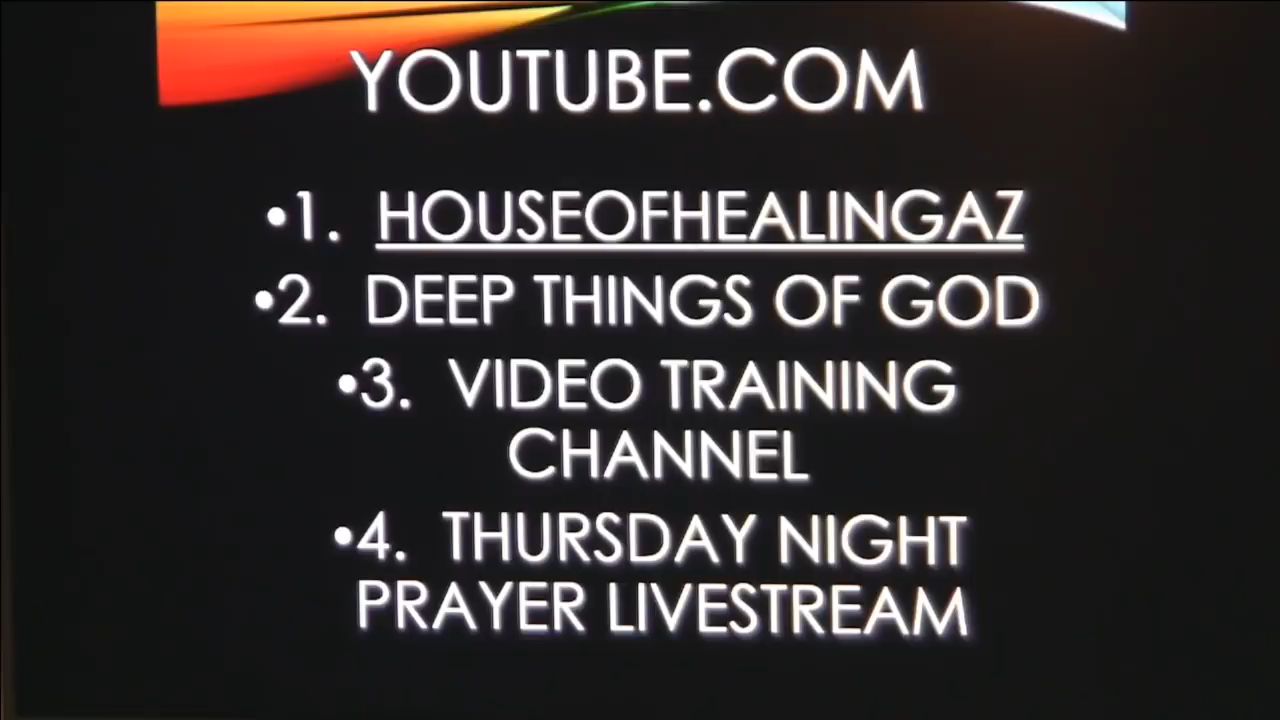 YOUTUBE.COM
•1. HOUSEOFHEALINGAZ
•2. DEEP THINGS OF GOD
•3. VIDEO TRAINING
CHANNEL
•4. THURSDAY NIGHT
PRAYER LIVESTREAM